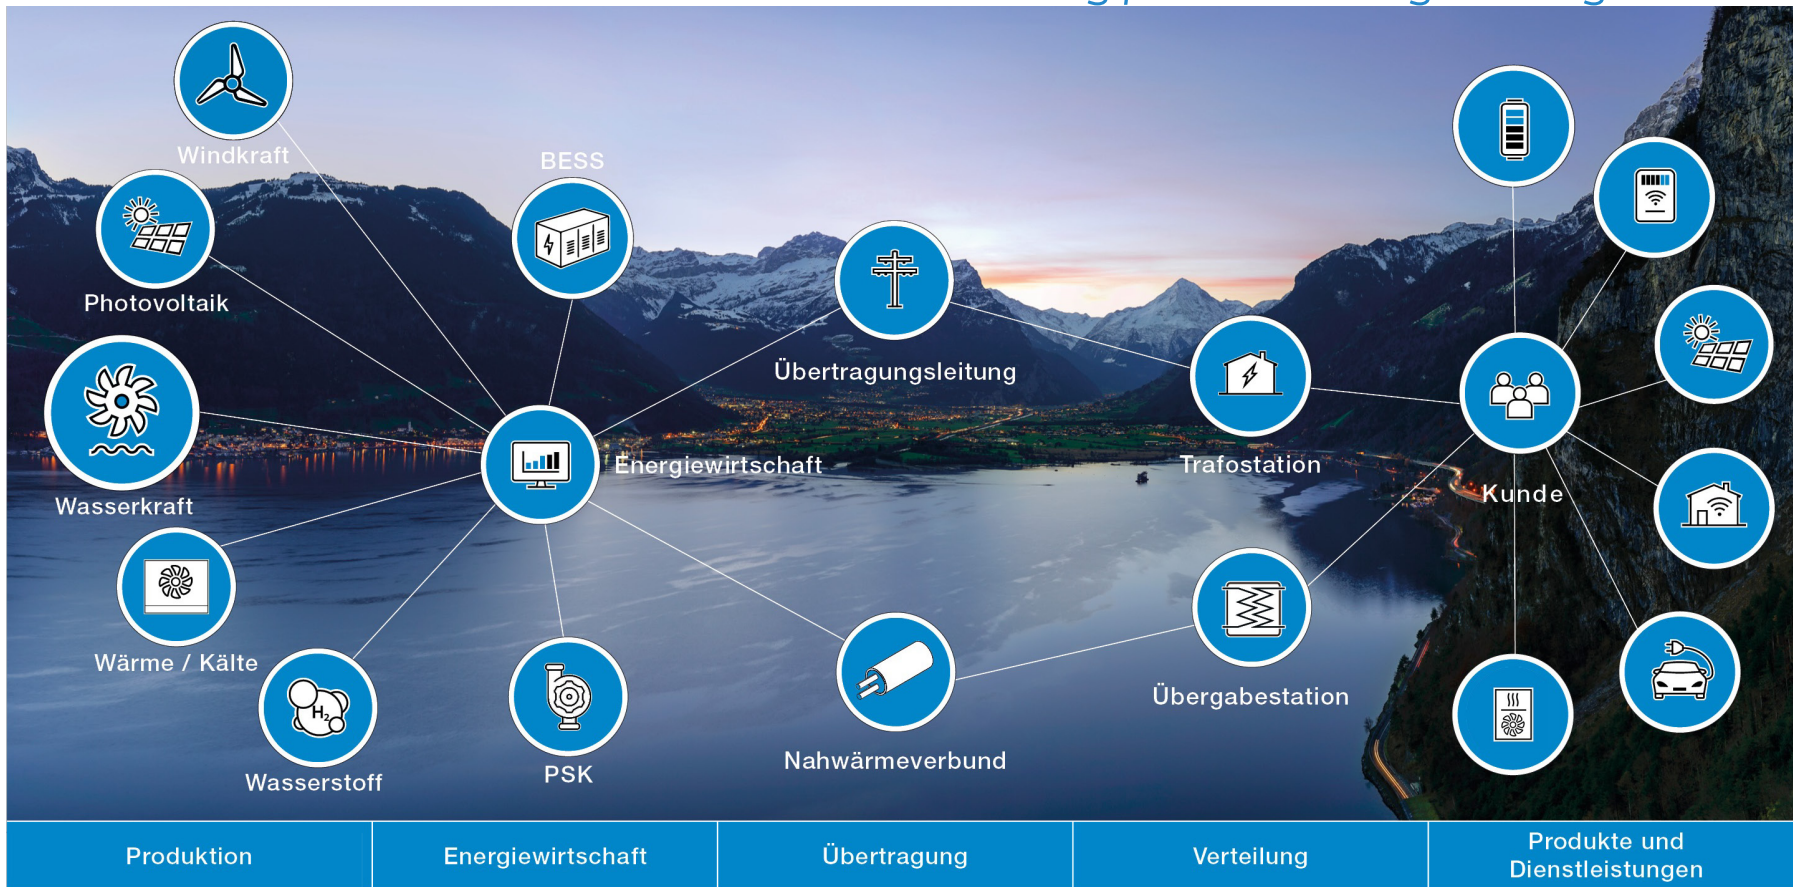 Windkraft
BESS
Photovoltaik
Übertragungsleitung
Energiewirtschaft
Trafostation
Kunde
Wasserkraft
Wärme / Kälte
H₂
Wasserstoff
PSK
Nahwärmeverbund
Übergabestation
Produktion
Energiewirtschaft
Übertragung
Verteilung
Produkte und
Dienstleistungen